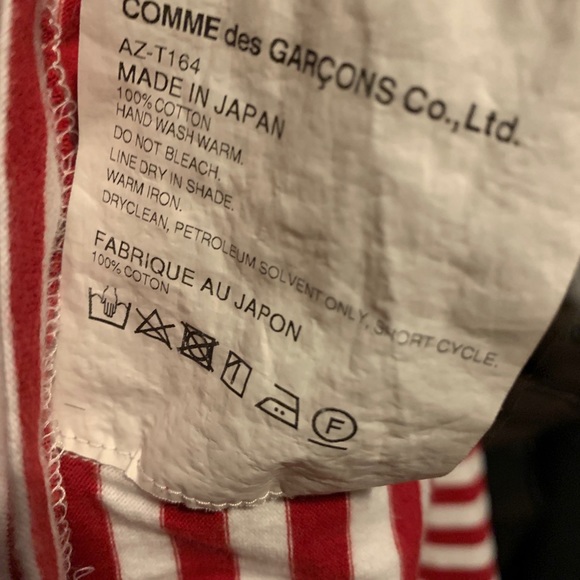 COMME des GARÇONS Co.,Ltd.
AZ-T164
MADE IN JAPAN
100% COTTON
HAND WASH WARM.
DO NOT BLEACH.
LINE DRY IN SHADE.
WARM IRON.
DRYCLEAN, PETROLEUM SOLVENT ONLY, SHORT CYCLE.
FABRIQUE AU JAPON
100% COTON
F